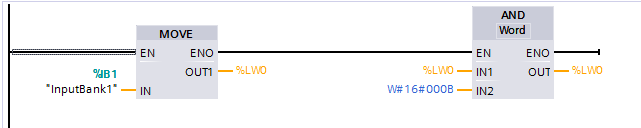 MOVE
EN ENO
OUT1 %LW0
%IB1
"InputBank1" IN
AND
Word
EN ENO
%LW0 IN1 OUT %LW0
W#16#000B IN2